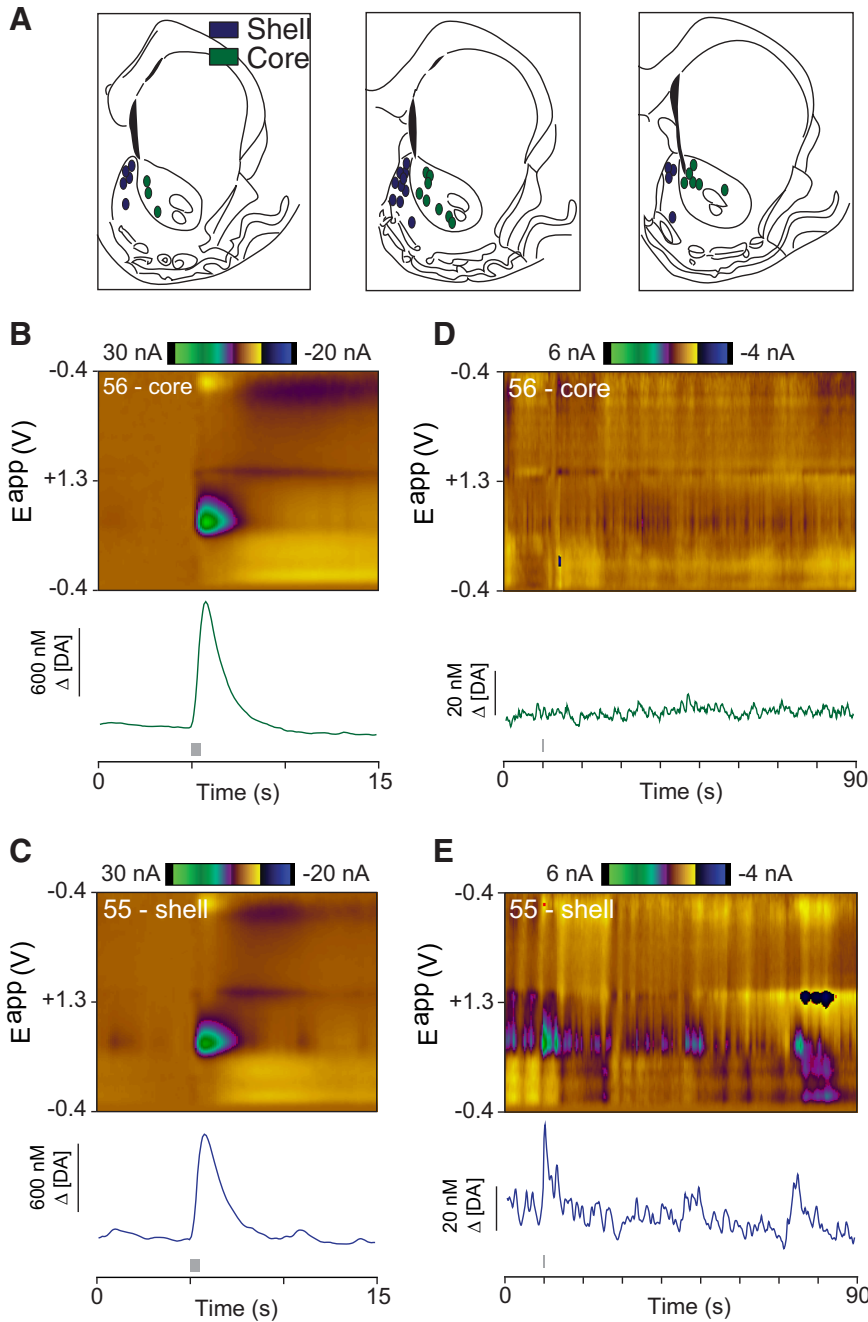 A
Shell
Core
B
30 nA
-20 nA
-0.4
56 - core
E app (V)
+1.3
-0.4
600 nM
Δ [DA]
0
15
Time (s)
D
6 nA
-4 nA
-0.4
56 - core
E app (V)
+1.3
-0.4
20 nM
Δ [DA]
0
90
Time (s)
C
30 nA
-20 nA
-0.4
55 - shell
E app (V)
+1.3
-0.4
600 nM
Δ [DA]
0
15
Time (s)
E
6 nA
-4 nA
-0.4
55 - shell
E app (V)
+1.3
-0.4
20 nM
Δ [DA]
0
90
Time (s)